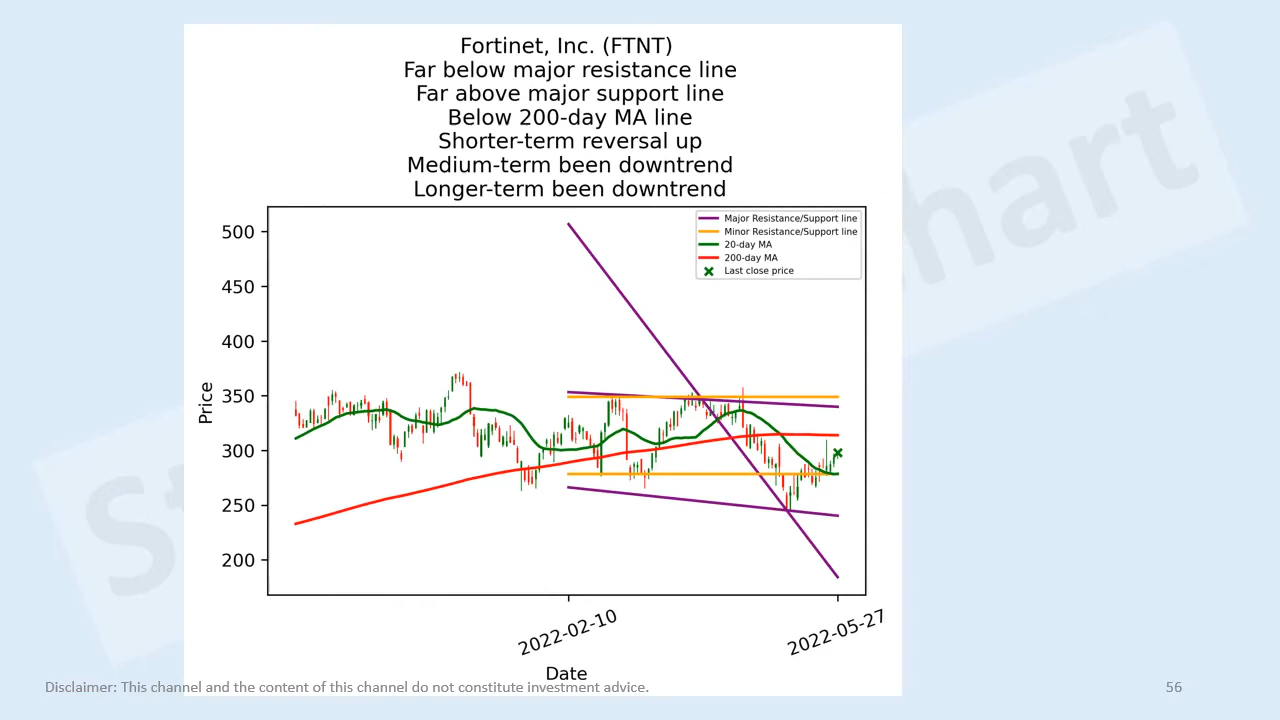 Fortinet, Inc. (FTNT)
Far below major resistance line
Far above major support line
Below 200-day MA line
Shorter-term reversal up
Medium-term been downtrend
Longer-term been downtrend
Major Resistance/Support line
Minor Resistance/Support line
20-day MA
200-day MA
Last close price
500
450
400
350
300
250
200
Price
2022-02-10
2022-05-27
Date
Disclaimer: This channel and the content of this channel do not constitute investment advice.
56